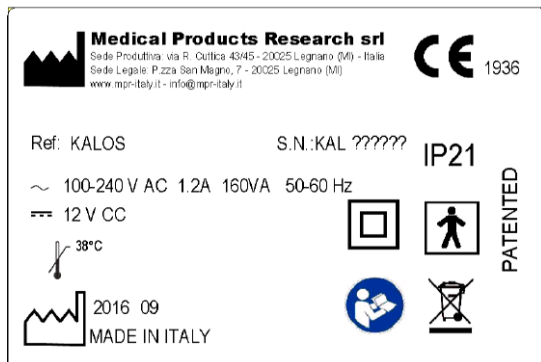 Medical Products Research srl
Sede Produttiva: via R. Cuttica 43/45 - 20025 Legnano (MI) - Italia
Sede Legale: P.zza San Magno, 7 - 20025 Legnano (MI)
www.mpr-italy.it - info@mpr-italy.it
CE 1936
Ref: KALOS
S.N.:KAL ??????
IP21
~ 100-240 V AC 1.2A 160VA 50-60 Hz
12 V CC
38°C
PATENTED
2016 09
MADE IN ITALY